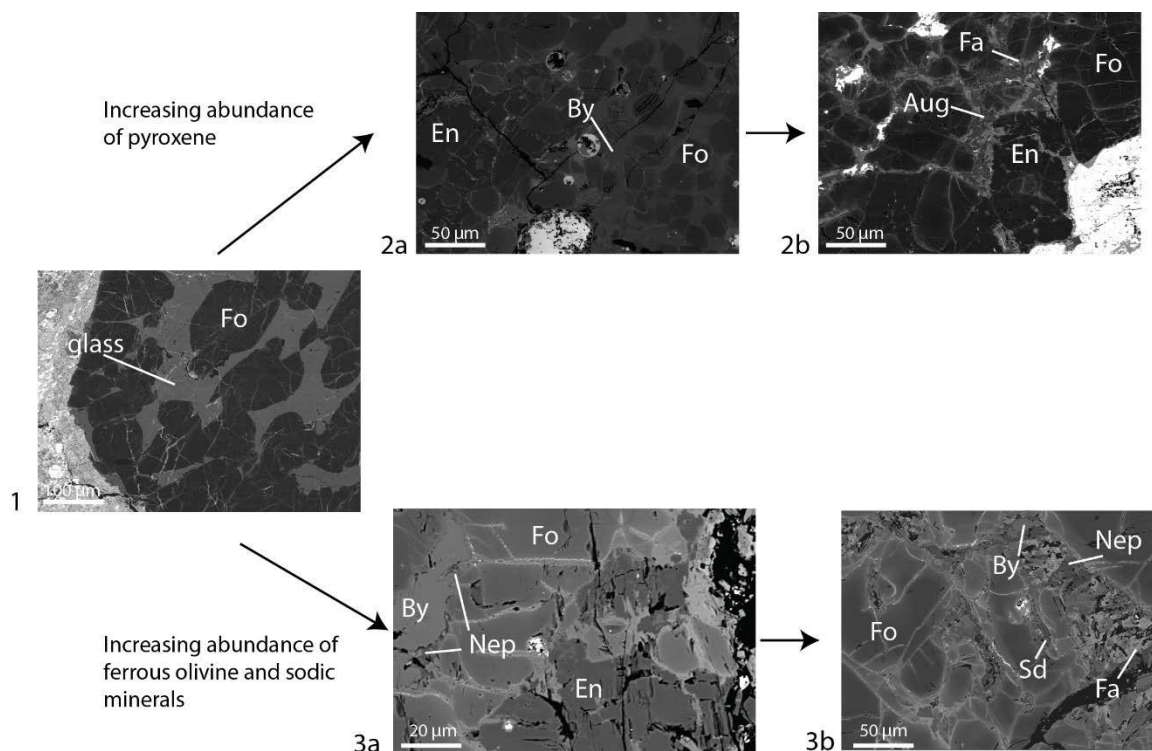 Increasing abundance
of pyroxene
En
By
Fo
2a
50 µm
Fa
Fo
Aug
En
2b
50 µm
Fo
glass
1
100 µm
Increasing abundance of
ferrous olivine and sodic
minerals
Fo
By
Nep
En
3a
20 µm
By
Nep
Fo
Sd
Fa
3b
50 µm